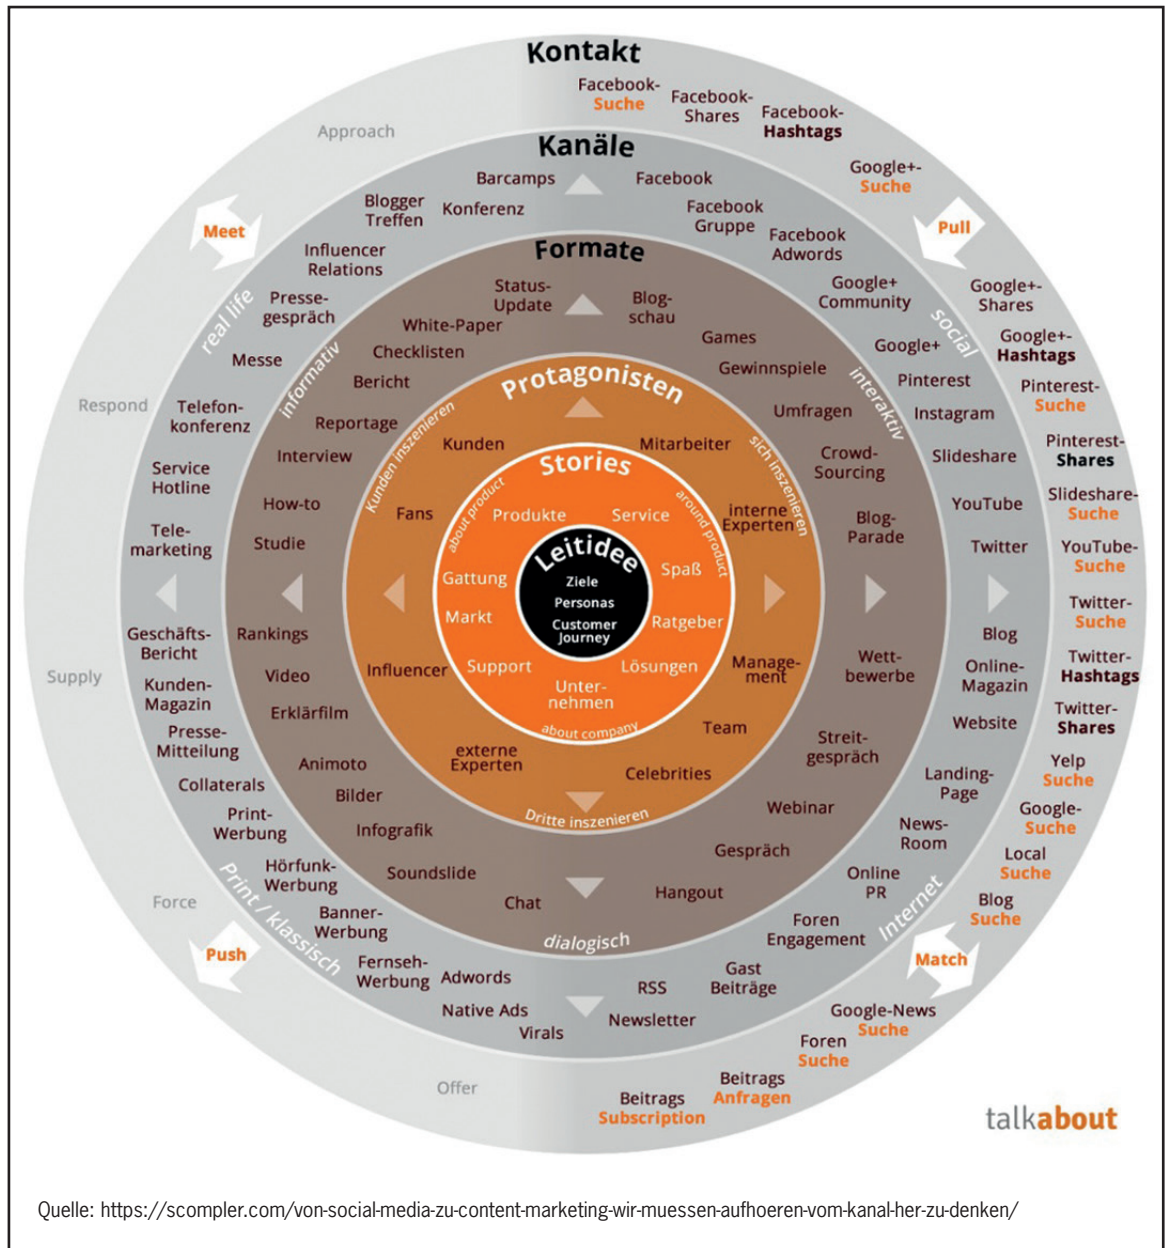 Kontakt
Facebook-
Suche
Facebook-
Shares
Facebook-
Hashtags
Google+-
Suche
Pull
Google+-
Shares
Google+-
Hashtags
Pinterest-
Suche
Pinterest-
Shares
Slideshare-
Suche
YouTube-
Suche
Twitter-
Suche
Twitter-
Hashtags
Twitter-
Shares
Yelp
Suche
Google-
Suche
Local
Suche
Blog
Suche
Match
Google-News
Suche
Foren
Suche
Beitrags
Anfragen
Beitrags
Subscription
Offer
Push
Force
Supply
Respond
Meet
Approach
Kanäle
Facebook
Facebook
Gruppe
Facebook
Adwords
Google+
Community
social
Google+
Pinterest
Instagram
Slideshare
YouTube
Twitter
Blog
Online-
Magazin
Website
Landing-
Page
News-
Room
Online
PR
Internet
Foren
Engagement
Gast
Beiträge
RSS
Newsletter
Virals
Native Ads
Adwords
Fernseh-
Werbung
Banner-
Werbung
Print / klassisch
Hörfunk-
Werbung
Print-
Werbung
Collaterals
Presse-
Mitteilung
Kunden-
Magazin
Geschäfts-
Bericht
Tele-
marketing
Service
Hotline
Telefon-
konferenz
Messe
real life
Presse-
gespräch
Influencer
Relations
Blogger
Treffen
Konferenz
Barcamps
Formate
Blog-
schau
Games
Gewinnspiele
interaktiv
Umfragen
Crowd-
Sourcing
Blog-
Parade
Wett-
bewerbe
Streit-
gespräch
Webinar
Gespräch
Hangout
dialogisch
Chat
Soundslide
Infografik
Bilder
Animoto
Erklärfilm
Video
Rankings
Studie
How-to
Interview
Reportage
informativ
Bericht
Checklisten
White-Paper
Status-
Update
Protagonisten
Mitarbeiter
sich inszenieren
interne
Experten
Manage-
ment
Team
Celebrities
Dritte inszenieren
externe
Experten
Influencer
Fans
Kunden inszenieren
Kunden
Stories
about product
Produkte
Service
around product
Spaß
Ratgeber
Lösungen
Unter-
nehmen
about company
Support
Markt
Gattung
Leitidee
Ziele
Personas
Customer
Journey
talkabout
Quelle: https://scompler.com/von-social-media-zu-content-marketing-wir-muessen-aufhoeren-vom-kanal-her-zu-denken/